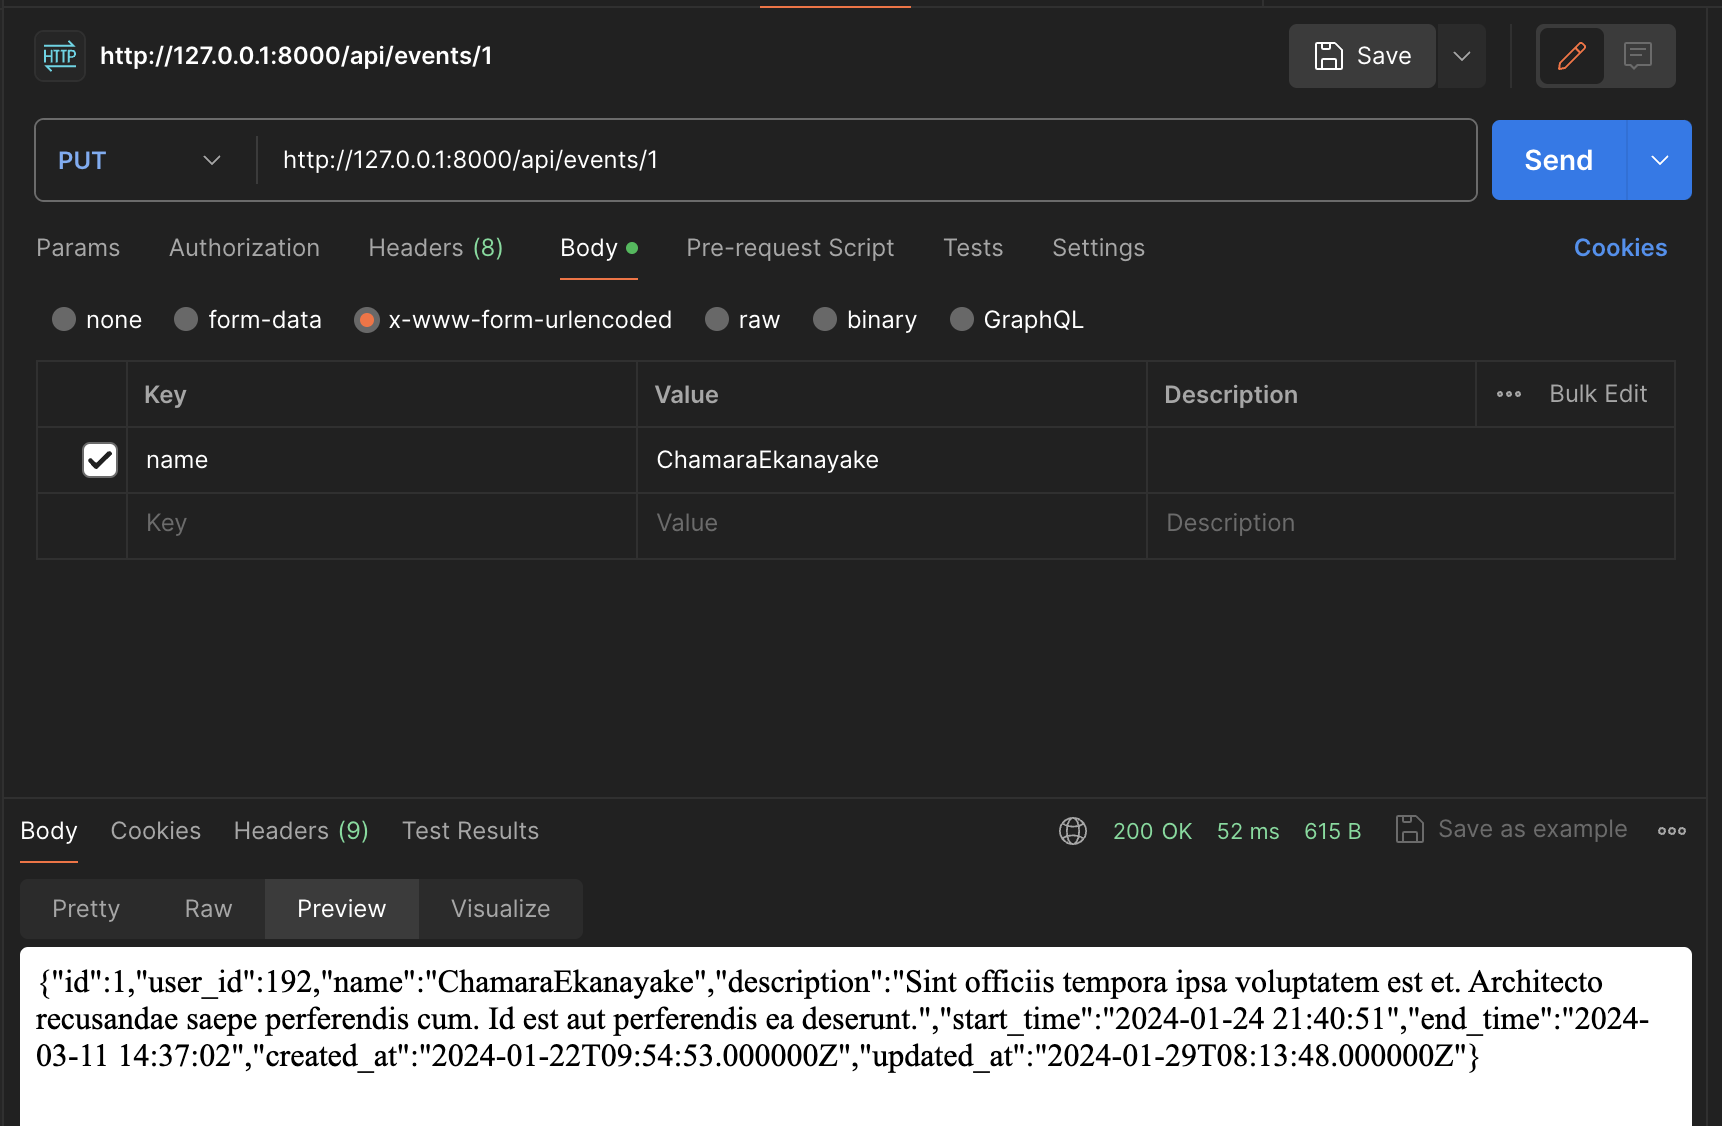 HTTP http://127.0.0.1:8000/api/events/1 Save
PUT http://127.0.0.1:8000/api/events/1 Send
Params Authorization Headers (8) Body Pre-request Script Tests Settings Cookies
none form-data x-www-form-urlencoded raw binary GraphQL
Key Value Description Bulk Edit
name ChamaraEkanayake
Key Value Description
Body Cookies Headers (9) Test Results 200 OK 52 ms 615 B Save as example
Pretty Raw Preview Visualize
{"id":1,"user_id":192,"name":"ChamaraEkanayake","description":"Sint officiis tempora ipsa voluptatem est et. Architecto
recusandae saepe perferendis cum. Id est aut perferendis ea deserunt.","start_time":"2024-01-24 21:40:51","end_time":"2024-
03-11 14:37:02","created_at":"2024-01-22T09:54:53.000000Z","updated_at":"2024-01-29T08:13:48.000000Z"}